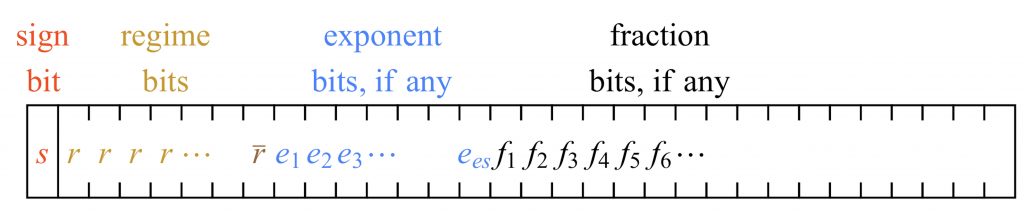 sign regime exponent fraction
bit bits bits, if any bits, if any
s r r r r ⋯ r̄ e₁ e₂ e₃ ⋯ eₑₛ f₁ f₂ f₃ f₄ f₅ f₆ ⋯